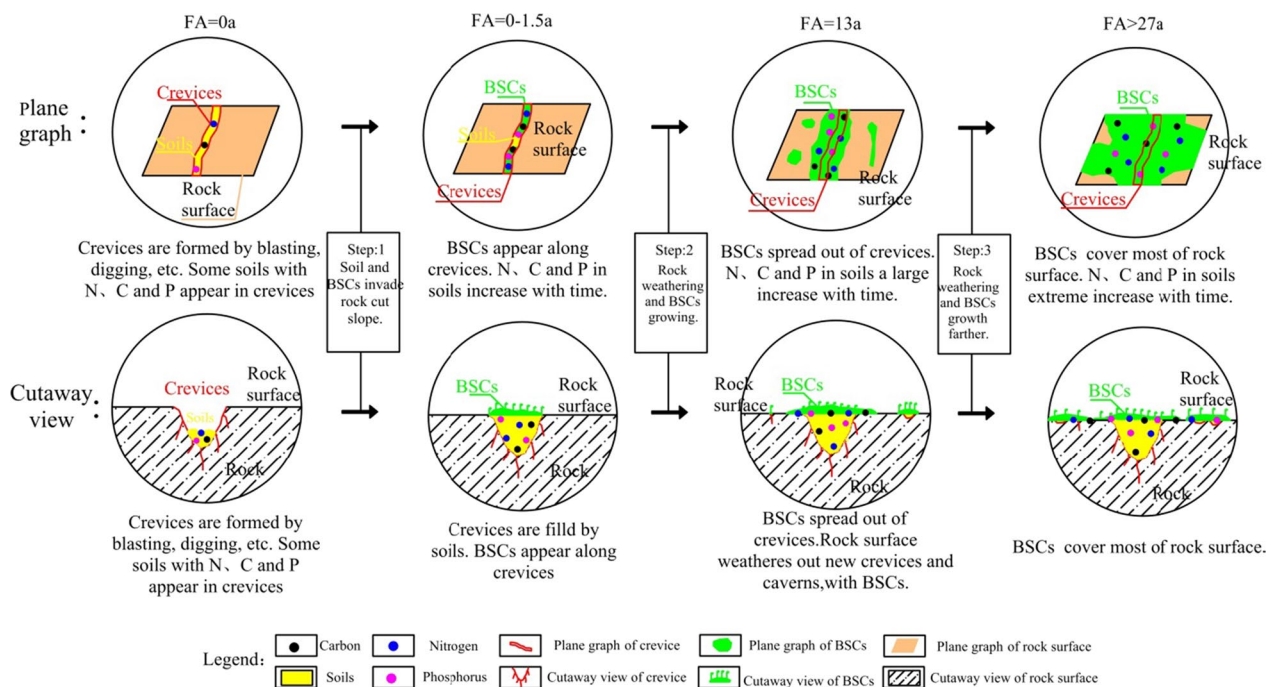 FA=0a
FA=0-1.5a
FA=13a
FA>27a
Plane
graph :
Crevices
Soils
Rock
surface
BSCs
Soils
Rock
surface
Crevices
BSCs
Rock
surface
Crevices
BSCs
Rock
surface
Crevices
Crevices are formed by blasting,
digging, etc. Some soils with
N、C and P appear in crevices
Step:1
Soil and
BSCs invade
rock cut
slope.
BSCs appear along
crevices. N、C and P in
soils increase with time.
Step:2
Rock
weathering
and BSCs
growing.
BSCs spread out of crevices.
N、C and P in soils a large
increase with time.
Step:3
Rock
weathering
and BSCs
growth
farther.
BSCs cover most of rock
surface. N、C and P in soils
extreme increase with time.
Cutaway
view :
Crevices
Rock
surface
Soils
Rock
BSCs
Rock
surface
Rock
Rock
surface
BSCs
Rock
BSCs
Rock
surface
Rock
Crevices are formed by
blasting, digging, etc. Some
soils with N、C and P
appear in crevices
Crevices are filld by
soils. BSCs appear along
crevices
BSCs spread out of
crevices.Rock surface
weatheres out new crevices and
caverns,with BSCs.
BSCs cover most of rock surface.
Legend:
Carbon
Nitrogen
Plane graph of crevice
Plane graph of BSCs
Plane graph of rock surface
Soils
Phosphorus
Cutaway view of crevice
Cutaway view of BSCs
Cutaway view of rock surface